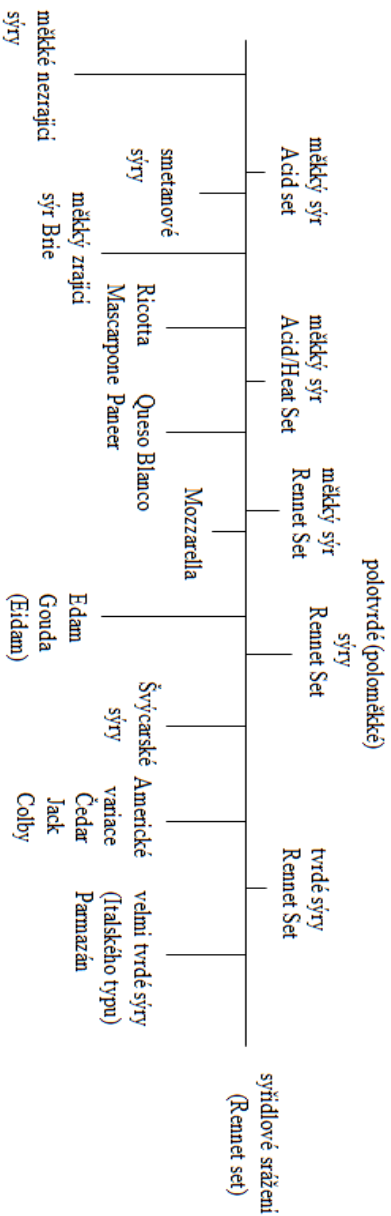 měkký sýr
Acid set
měkký sýr
Acid/Heat Set
měkký sýr
Rennet Set
polotvrdé (poloměkké)
sýry
Rennet Set
tvrdé sýry
Rennet Set
syřidlové srážení
(Rennet set)
měkké nezrajici
sýry
smetanové
sýry
měkký zrajici
sýr Brie
Ricotta
Mascarpone
Queso Blanco
Paneer
Mozzarella
Edam
Gouda
(Eidam)
Švýcarské
sýry
Americké
variace
Čedar
Jack
Colby
velmi tvrdé sýry
(Italského typu)
Parmazán